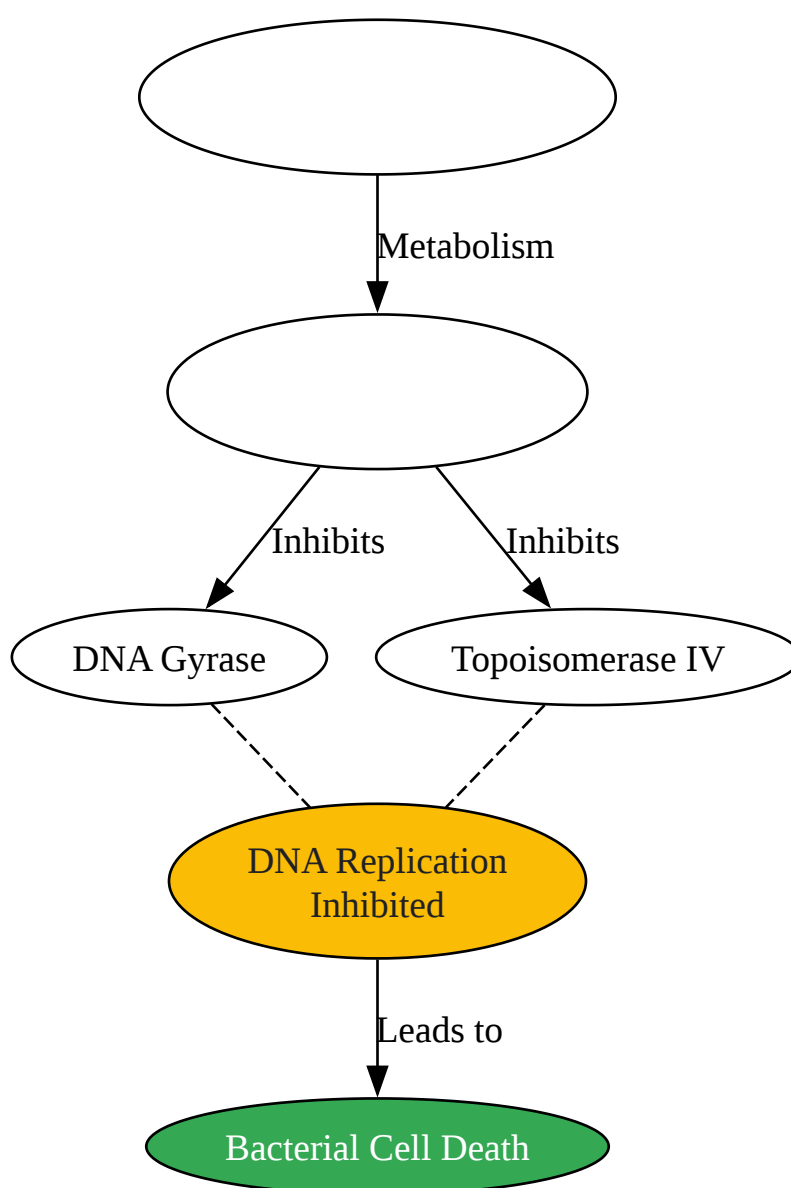 Metabolism
Inhibits
Inhibits
DNA Gyrase
Topoisomerase IV
DNA Replication
Inhibited
Leads to
Bacterial Cell Death